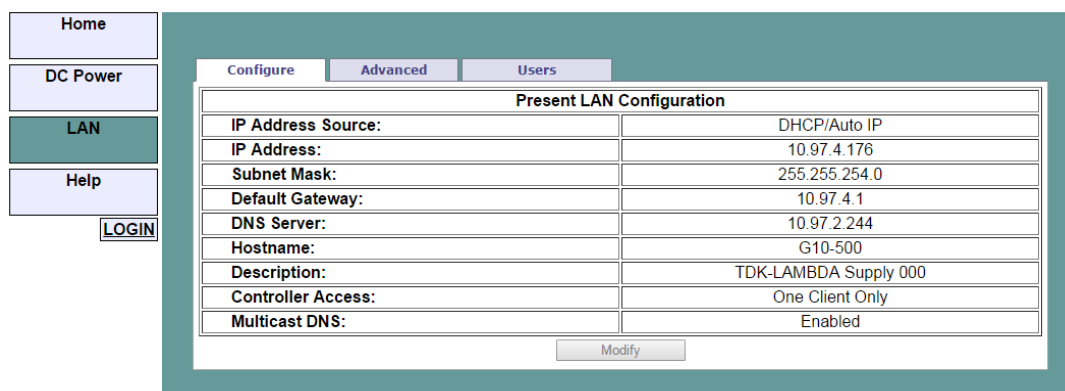 Home
DC Power
LAN
Help
LOGIN
Configure Advanced Users
Present LAN Configuration
IP Address Source: DHCP/Auto IP
IP Address: 10.97.4.176
Subnet Mask: 255.255.254.0
Default Gateway: 10.97.4.1
DNS Server: 10.97.2.244
Hostname: G10-500
Description: TDK-LAMBDA Supply 000
Controller Access: One Client Only
Multicast DNS: Enabled
Modify